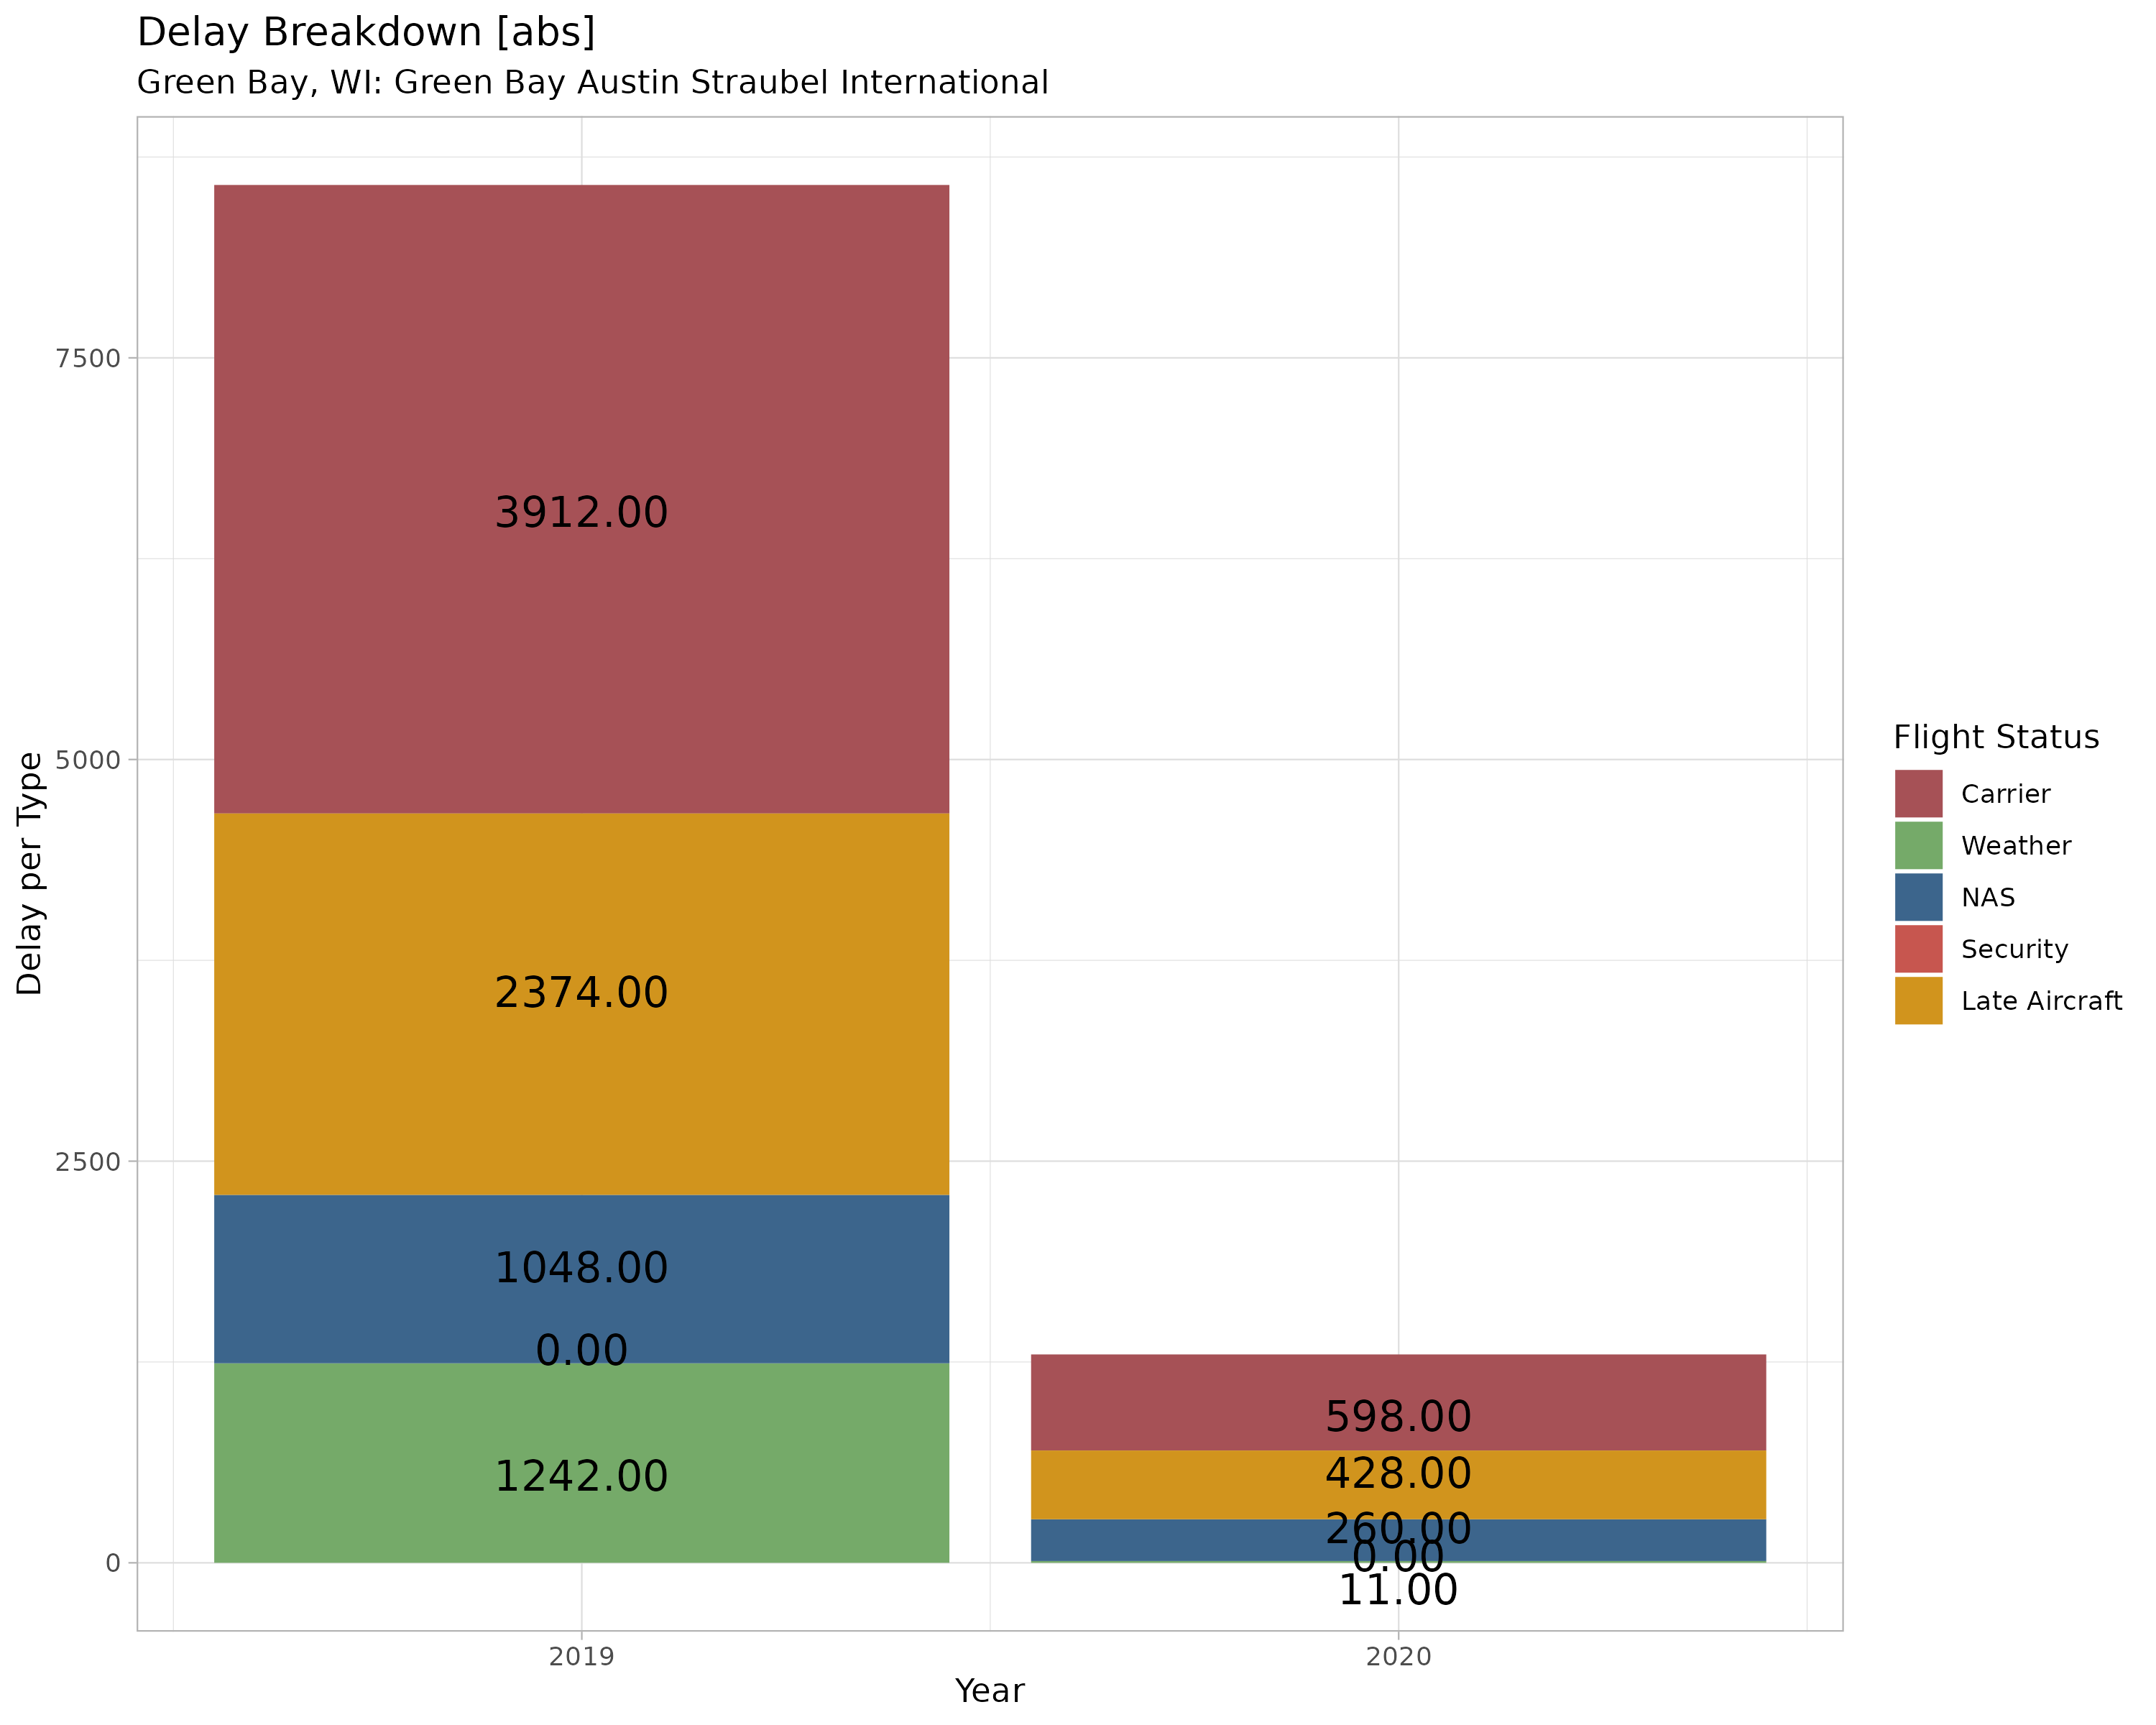 Delay Breakdown [abs]
Green Bay, WI: Green Bay Austin Straubel International
Delay per Type
7500
5000
2500
0
3912.00
2374.00
1048.00
0.00
1242.00
598.00
428.00
260.00
0.00
11.00
2019
2020
Year
Flight Status
Carrier
Weather
NAS
Security
Late Aircraft